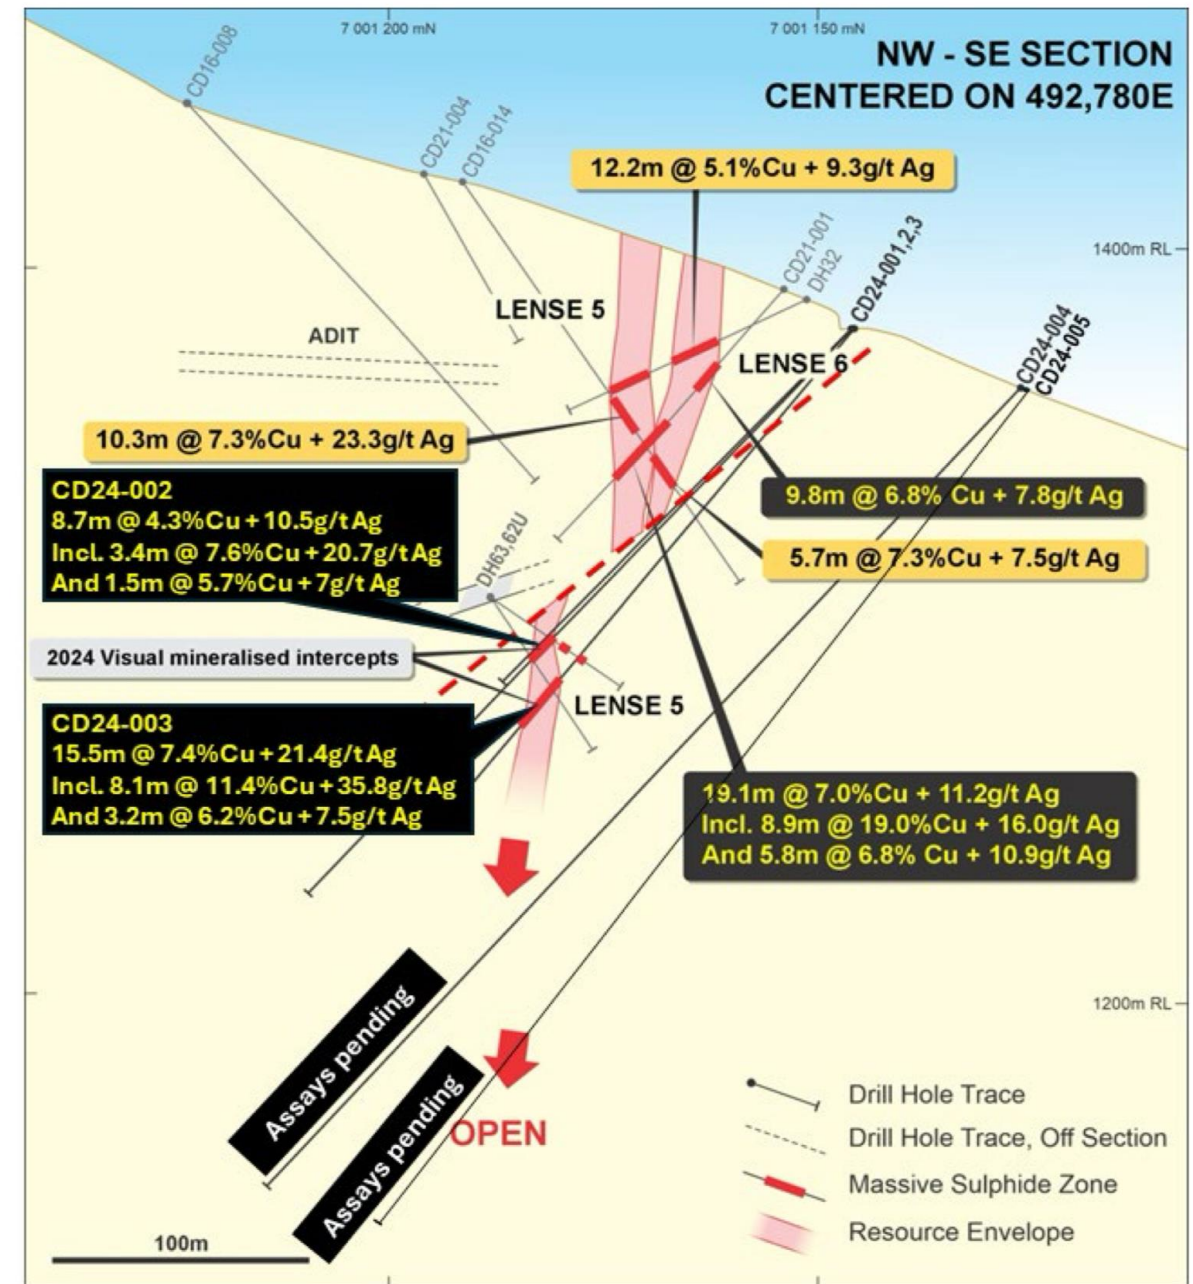 7 001 200 mN
7 001 150 mN
NW - SE SECTION
CENTERED ON 492,780E
CD16-008
CD21-004
CD16-014
12.2m @ 5.1%Cu + 9.3g/t Ag
CD21-001
DH32
CD24-001,2,3
1400m RL
LENSE 5
ADIT
LENSE 6
CD24-004
CD24-005
10.3m @ 7.3%Cu + 23.3g/t Ag
CD24-002
8.7m @ 4.3%Cu + 10.5g/t Ag
Incl. 3.4m @ 7.6%Cu + 20.7g/t Ag
And 1.5m @ 5.7%Cu + 7g/t Ag
9.8m @ 6.8% Cu + 7.8g/t Ag
5.7m @ 7.3%Cu + 7.5g/t Ag
DH63,62U
2024 Visual mineralised intercepts
LENSE 5
CD24-003
15.5m @ 7.4%Cu + 21.4g/t Ag
Incl. 8.1m @ 11.4%Cu + 35.8g/t Ag
And 3.2m @ 6.2%Cu + 7.5g/t Ag
19.1m @ 7.0%Cu + 11.2g/t Ag
Incl. 8.9m @ 19.0%Cu + 16.0g/t Ag
And 5.8m @ 6.8% Cu + 10.9g/t Ag
Assays pending
Assays pending
1200m RL
OPEN
Drill Hole Trace
Drill Hole Trace, Off Section
Massive Sulphide Zone
Resource Envelope
100m